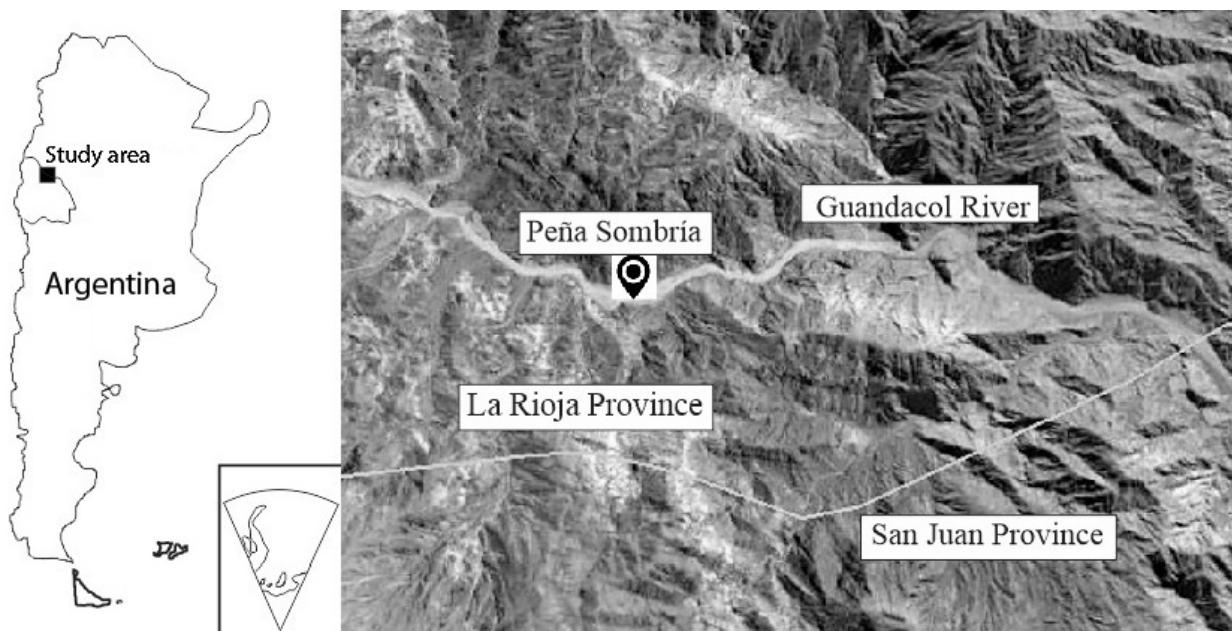 Study area
Argentina
Peña Sombría
Guandacol River
La Rioja Province
San Juan Province